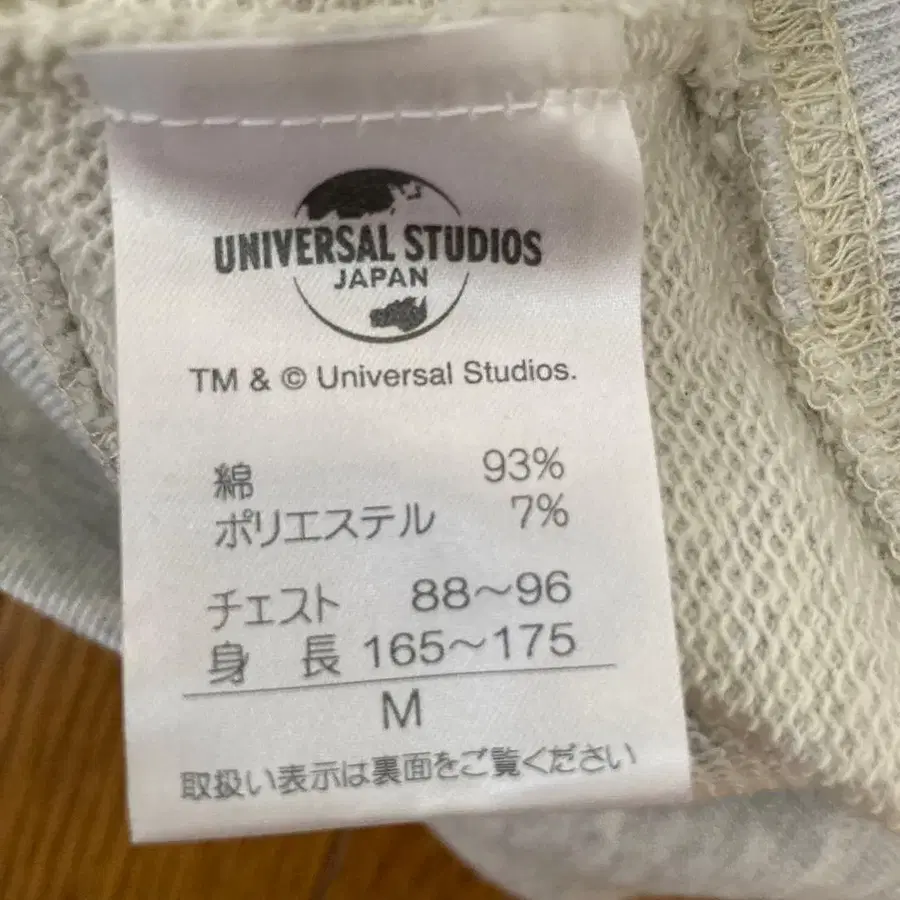 UNIVERSAL STUDIOS
JAPAN
TM & © Universal Studios.
綿 93%
ポリエステル 7%
チェスト 88～96
身 長 165～175
M
取扱い表示は裏面をご覧ください